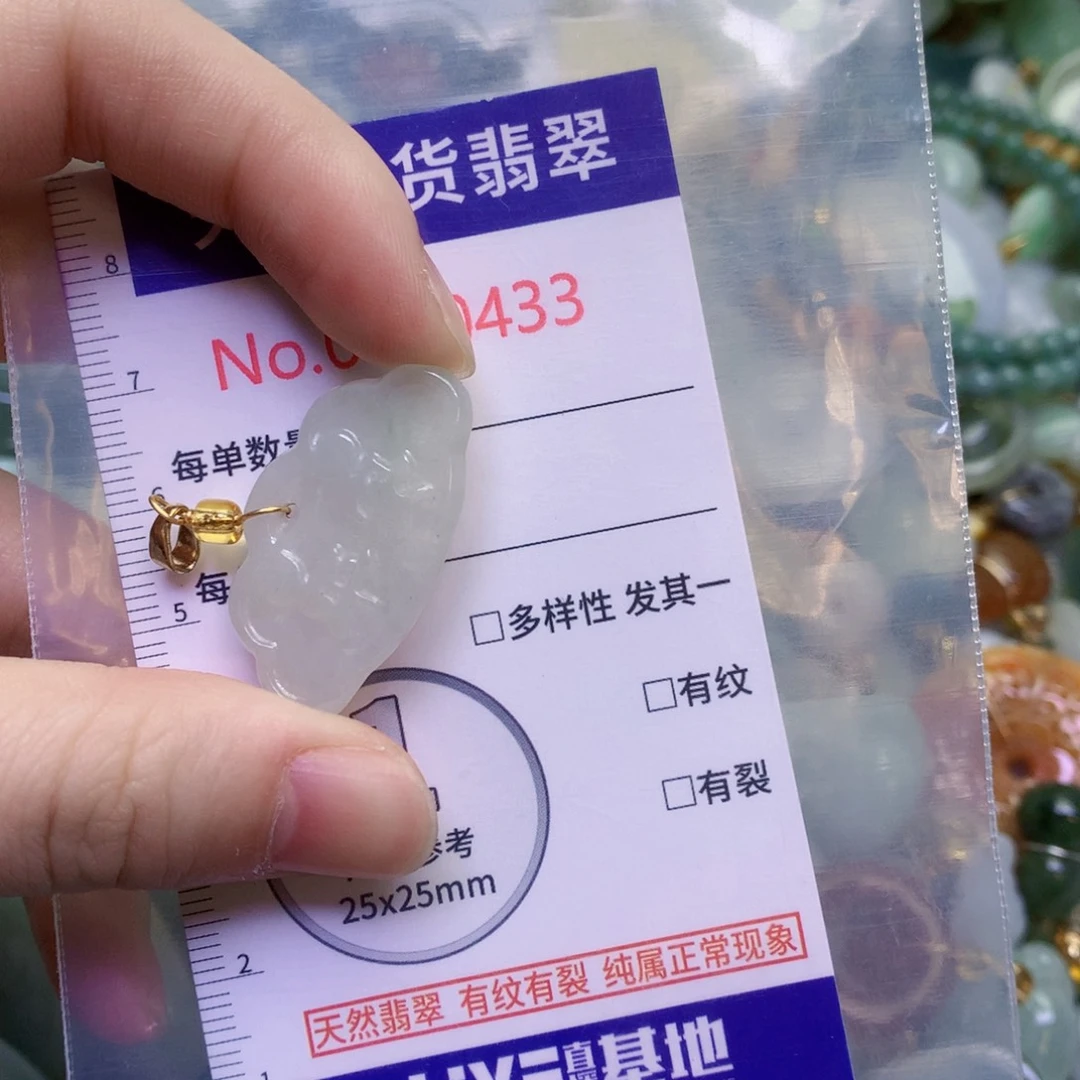 货翡翠
8
No.0 0433
7
每单数
6
每
5
□多样性 发其一
□有纹
□有裂
参考
25x25mm
2
天然翡翠 有纹有裂 纯属正常现象
基地
1